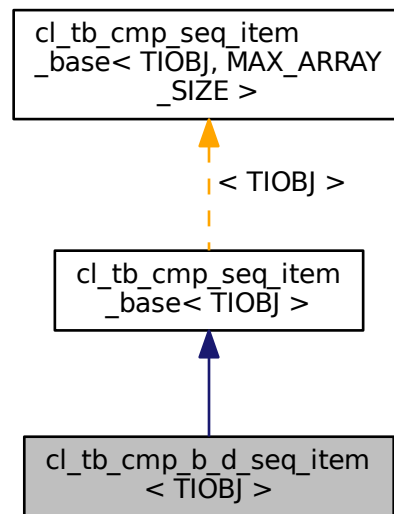 cl_tb_cmp_seq_item
_base< TIOBJ, MAX_ARRAY
_SIZE >
< TIOBJ >
cl_tb_cmp_seq_item
_base< TIOBJ >
cl_tb_cmp_b_d_seq_item
< TIOBJ >